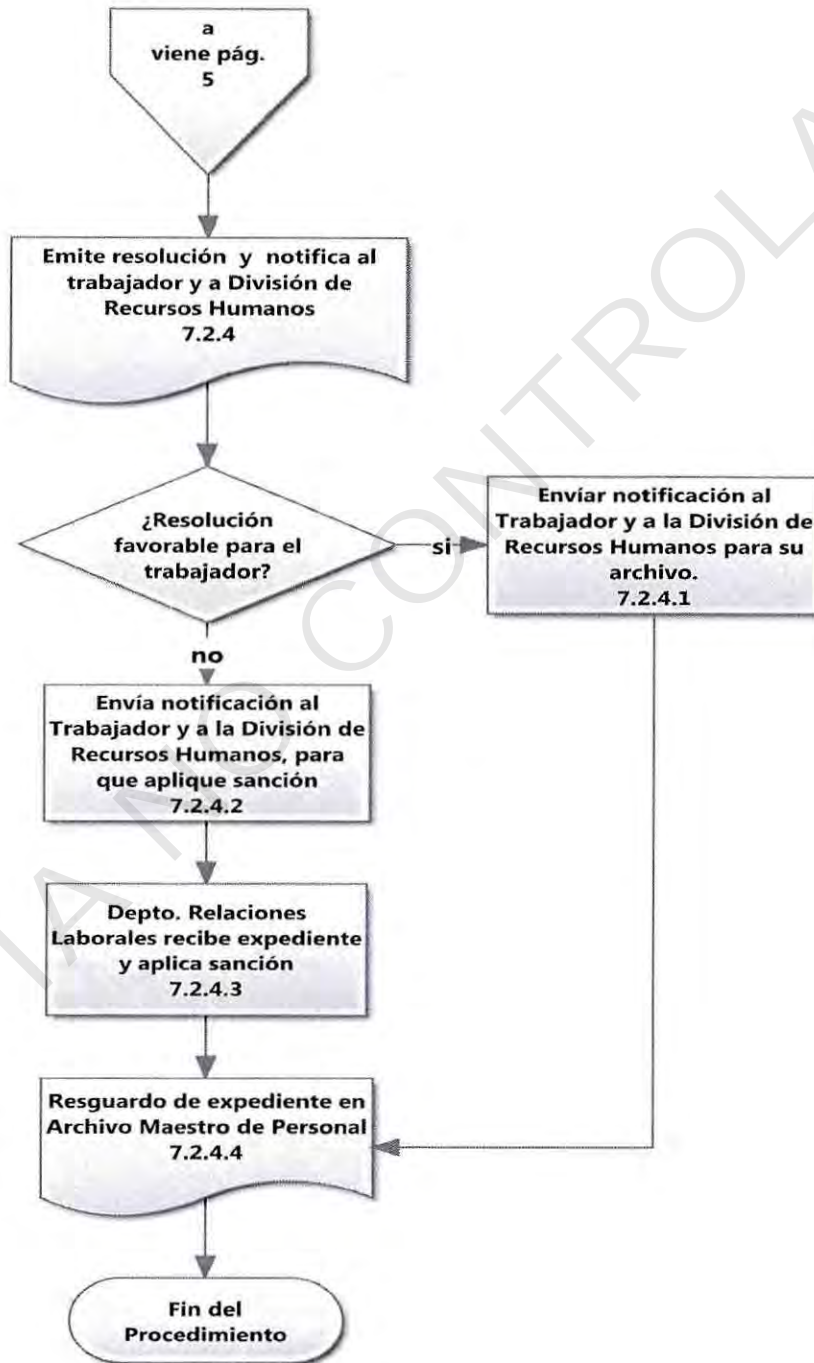 a
viene pág.
5
Emite resolución y notifica al
trabajador y a División de
Recursos Humanos
7.2.4
¿Resolución
favorable para el
trabajador?
si
Envíar notificación al
Trabajador y a la División de
Recursos Humanos para su
archivo.
7.2.4.1
no
Envía notificación al
Trabajador y a la División de
Recursos Humanos, para
que aplique sanción
7.2.4.2
Depto. Relaciones
Laborales recibe expediente
y aplica sanción
7.2.4.3
Resguardo de expediente en
Archivo Maestro de Personal
7.2.4.4
Fin del
Procedimiento
IA NO CONTROLA